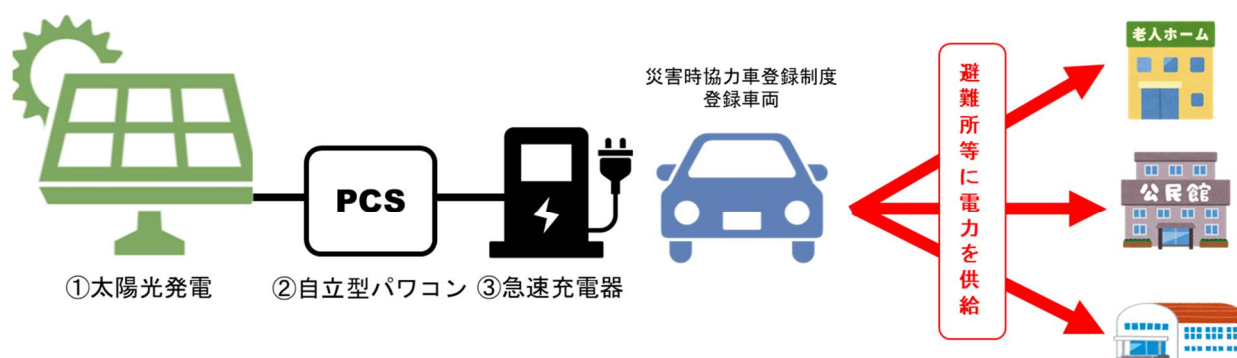 老人ホーム
災害時協力車登録制度
登録車両
避難所等に電力を供給
PCS
公民館
①太陽光発電
②自立型パワコン
③急速充電器